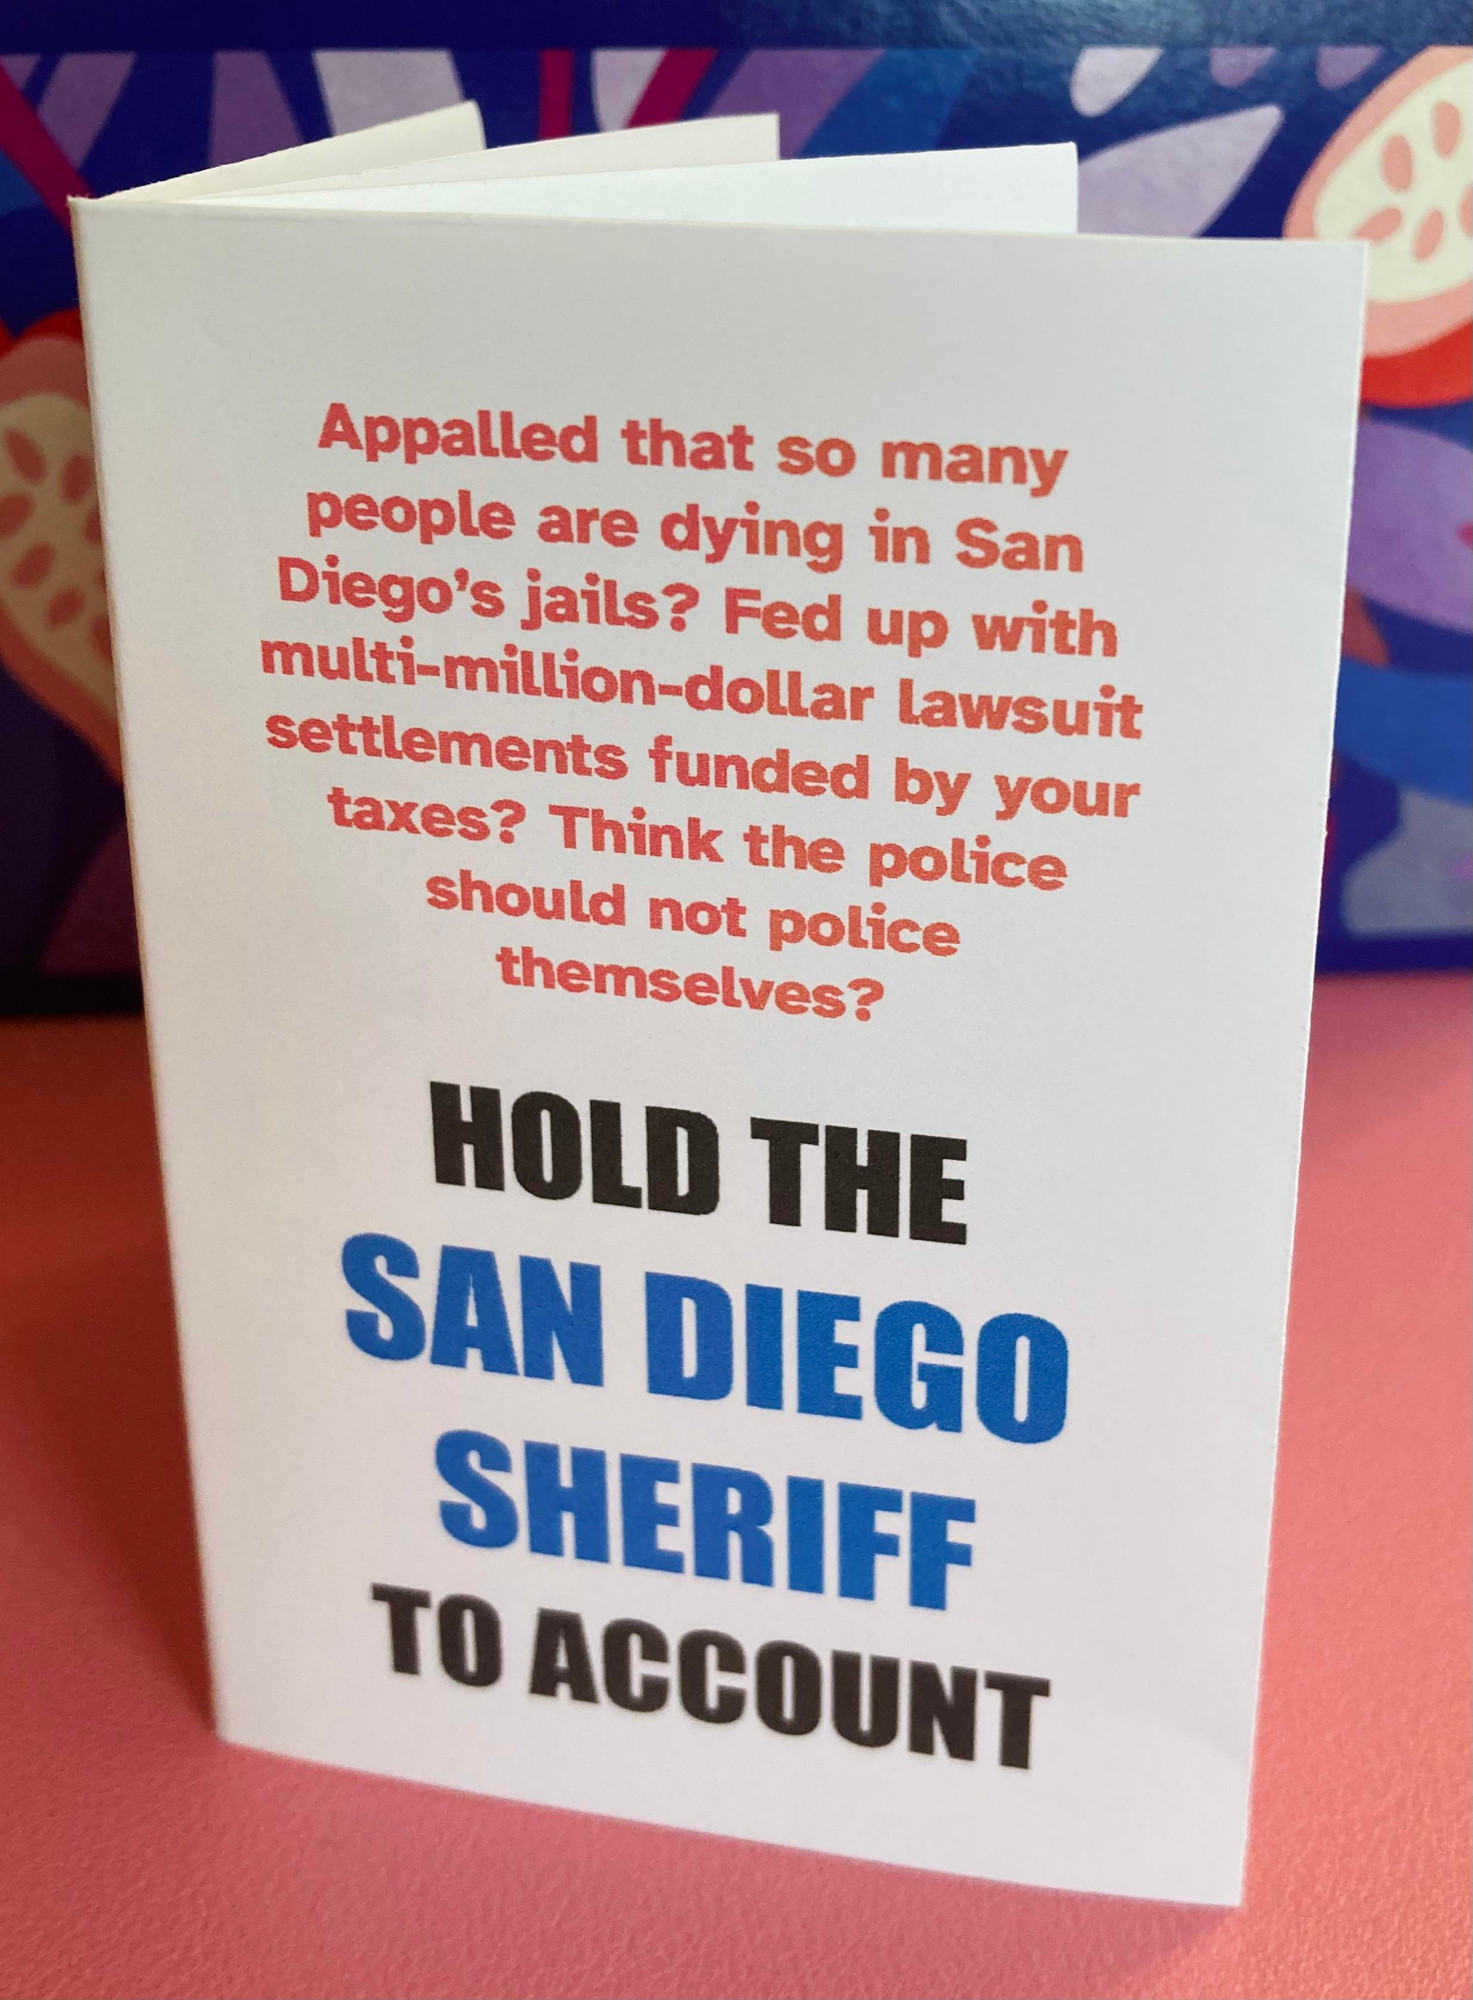 Appalled that so many
people are dying in San
Diego’s jails? Fed up with
multi-million-dollar lawsuit
settlements funded by your
taxes? Think the police
should not police
themselves?
HOLD THE
SAN DIEGO
SHERIFF
TO ACCOUNT